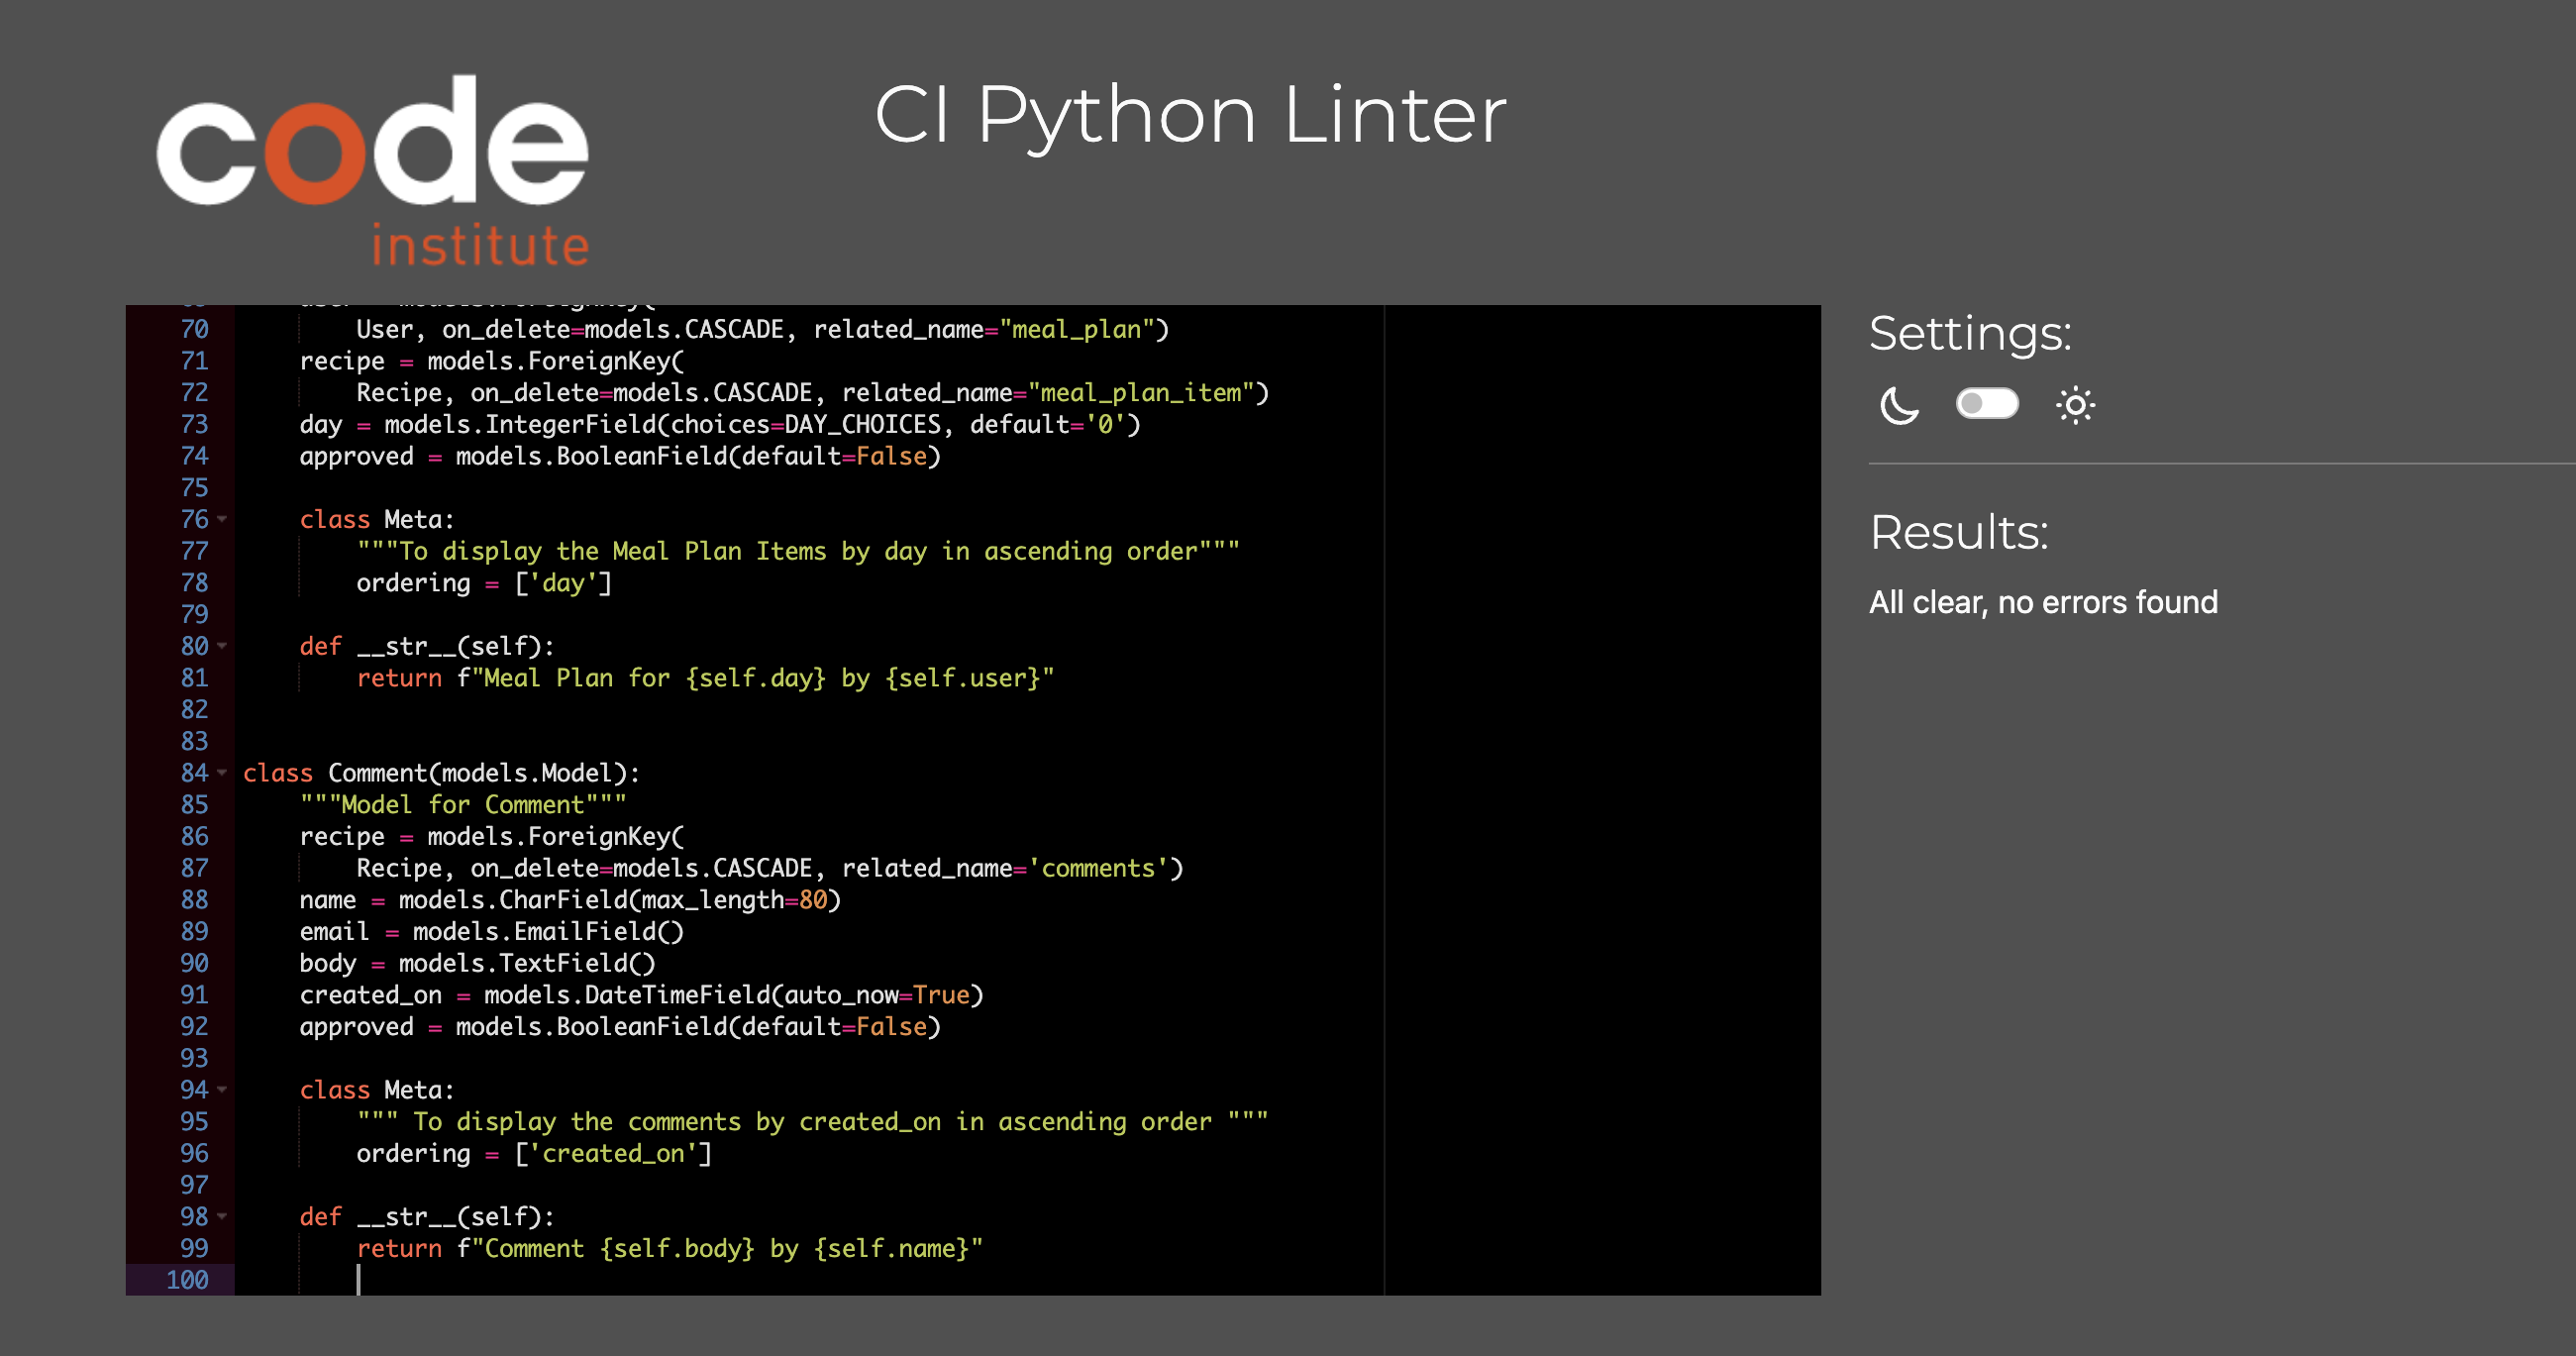 code
institute
CI Python Linter
70 User, on_delete=models.CASCADE, related_name="meal_plan")
71 recipe = models.ForeignKey(
72 Recipe, on_delete=models.CASCADE, related_name="meal_plan_item")
73 day = models.IntegerField(choices=DAY_CHOICES, default='0')
74 approved = models.BooleanField(default=False)
75
76 class Meta:
77 """To display the Meal Plan Items by day in ascending order"""
78 ordering = ['day']
79
80 def __str__(self):
81 return f"Meal Plan for {self.day} by {self.user}"
82
83
84 class Comment(models.Model):
85 """Model for Comment"""
86 recipe = models.ForeignKey(
87 Recipe, on_delete=models.CASCADE, related_name='comments')
88 name = models.CharField(max_length=80)
89 email = models.EmailField()
90 body = models.TextField()
91 created_on = models.DateTimeField(auto_now=True)
92 approved = models.BooleanField(default=False)
93
94 class Meta:
95 """ To display the comments by created_on in ascending order """
96 ordering = ['created_on']
97
98 def __str__(self):
99 return f"Comment {self.body} by {self.name}"
100
Settings:
Results:
All clear, no errors found